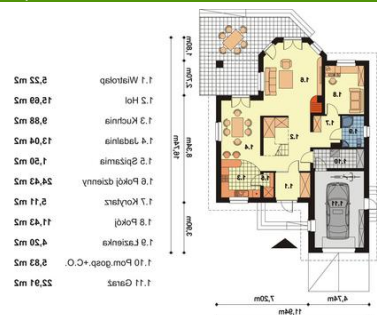 1.1 Wiatrołap 5,22 m2
1.2 Hol 15,69 m2
1.3 Kuchnia 9,88 m2
1.4 Jadalnia 13,04 m2
1.5 Spiżarnia 1,50 m2
1.6 Pokój dzienny 24,43 m2
1.7 Korytarz 5,11 m2
1.8 Pokój 11,43 m2
1.9 Łazienka 4,20 m2
1.10 Pom.gosp.+C.O. 5,83 m2
1.11 Garaż 22,91 m2
1,80m
2,70m
8,34m
16,74m
3,90m
1.6
1.8
1.7
1.9
1.2
1.4
1.10
1.3
1.5
1.1
1.11
4,74m
7,20m
11,94m